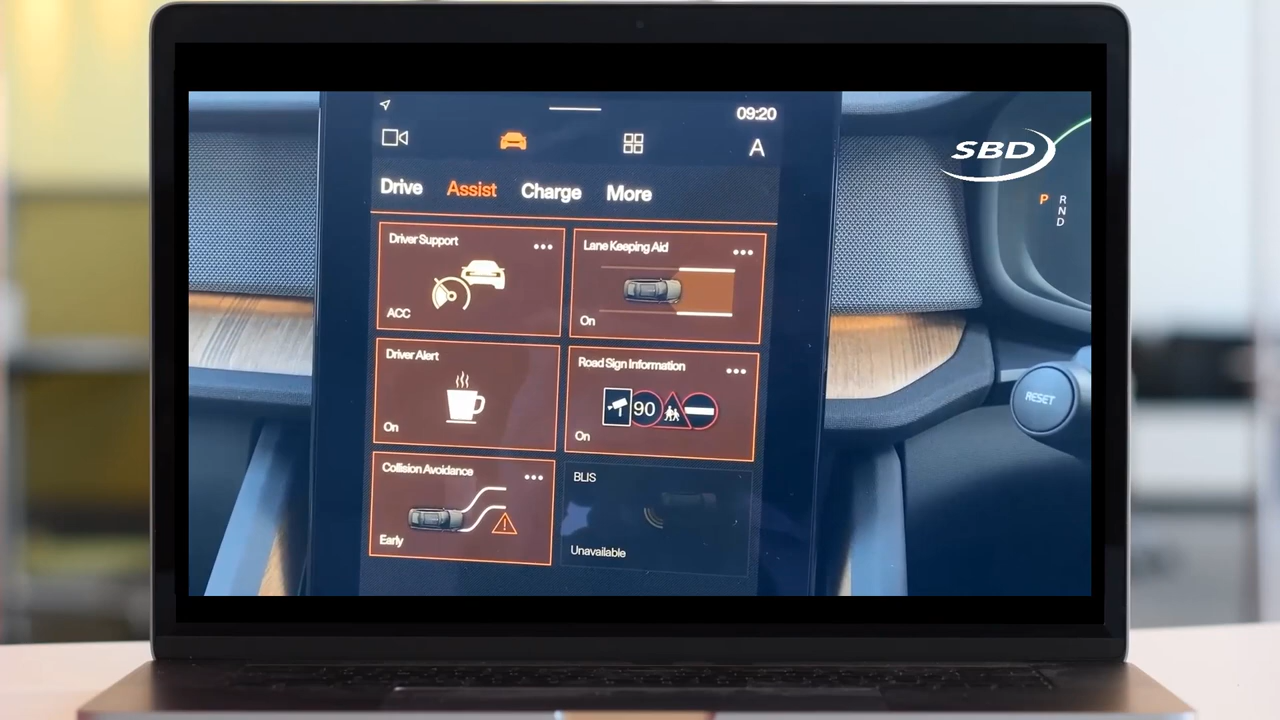 09:20
A
SBD
Drive Assist Charge More
P R
N
D
Driver Support
ACC
Lane Keeping Aid
On
Driver Alert
On
Road Sign Information
90
On
Collision Avoidance
Early
BLIS
Unavailable
RESET